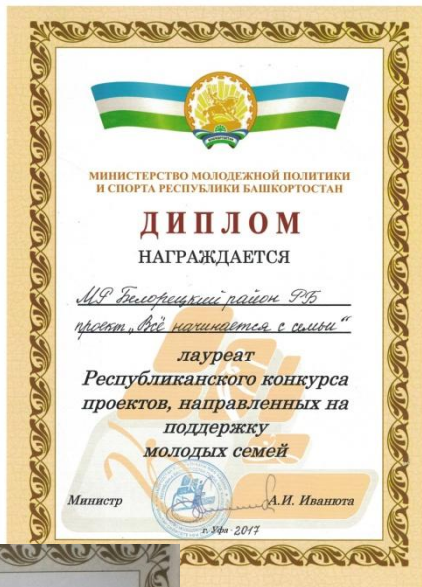 МИНИСТЕРСТВО МОЛОДЕЖНОЙ ПОЛИТИКИ
И СПОРТА РЕСПУБЛИКИ БАШКОРТОСТАН
ДИПЛОМ
НАГРАЖДАЕТСЯ
МР Белорецкий район РБ
проект „Всё начинается с семьи“
лауреат
Республиканского конкурса
проектов, направленных на
поддержку
молодых семей
Министр А.И. Иванюта
г. Уфа - 2017